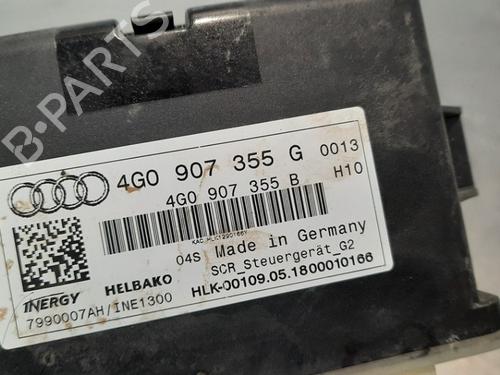 B-PARTS
4G0 907 355 G 0013
4G0 907 355 B H10
04S Made in Germany
SCR_Steuergerät_G2
INERGY HELBAKO HLK-00109.05.1800010166
7990007AH/INE1300